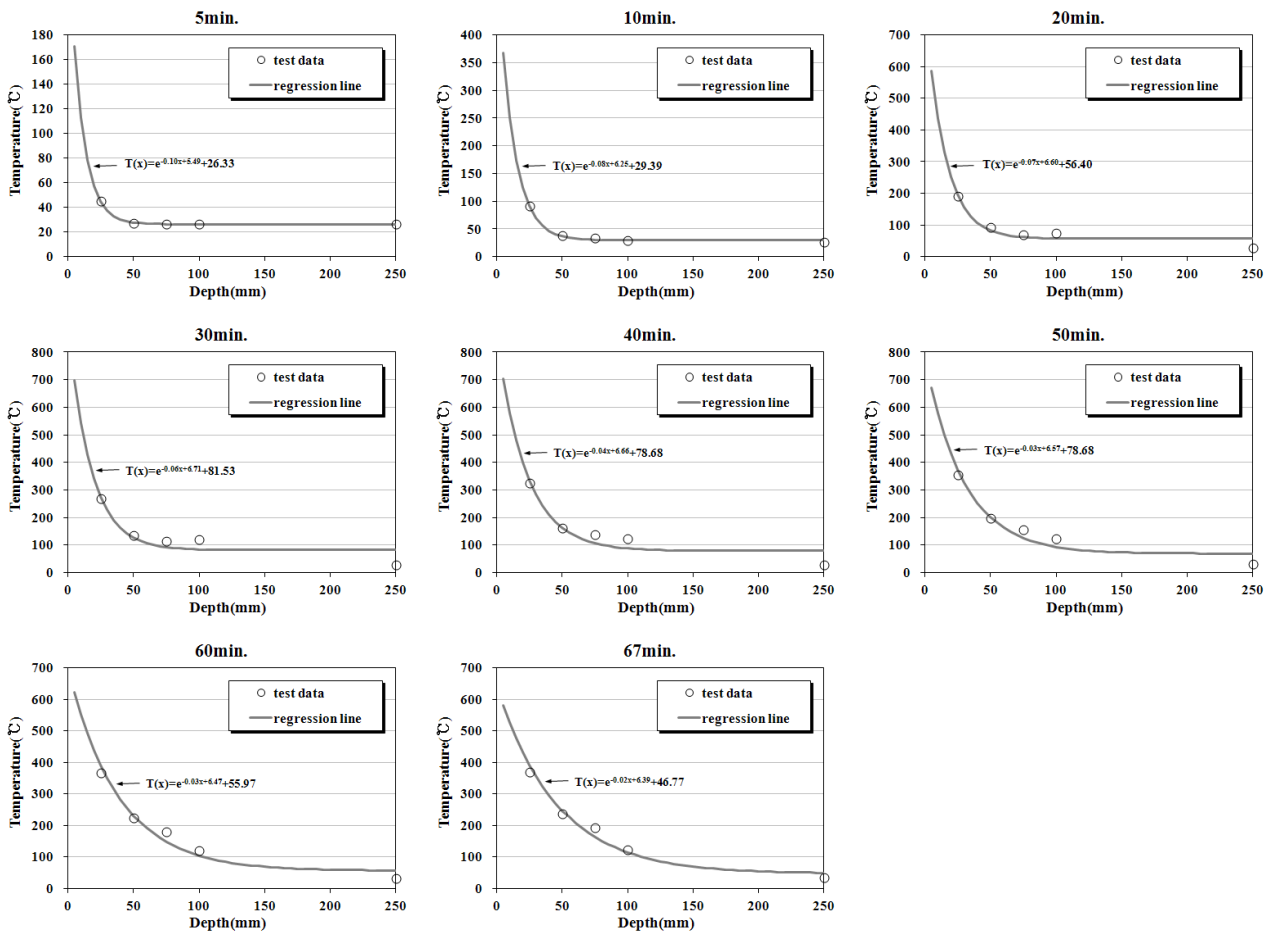 5min.
180
160
140
120
100
80
60
40
20
0
Temperature(℃)
test data
regression line
T(x)=e-0.10x+5.49+26.33
0 50 100 150 200 250
Depth(mm)
10min.
400
350
300
250
200
150
100
50
0
Temperature(℃)
test data
regression line
T(x)=e-0.08x+6.25+29.39
0 50 100 150 200 250
Depth(mm)
20min.
700
600
500
400
300
200
100
0
Temperature(℃)
test data
regression line
T(x)=e-0.07x+6.60+56.40
0 50 100 150 200 250
Depth(mm)
30min.
800
700
600
500
400
300
200
100
0
Temperature(℃)
test data
regression line
T(x)=e-0.06x+6.71+81.53
0 50 100 150 200 250
Depth(mm)
40min.
800
700
600
500
400
300
200
100
0
Temperature(℃)
test data
regression line
T(x)=e-0.04x+6.66+78.68
0 50 100 150 200 250
Depth(mm)
50min.
800
700
600
500
400
300
200
100
0
Temperature(℃)
test data
regression line
T(x)=e-0.03x+6.57+78.68
0 50 100 150 200 250
Depth(mm)
60min.
700
600
500
400
300
200
100
0
Temperature(℃)
test data
regression line
T(x)=e-0.03x+6.47+55.97
0 50 100 150 200 250
Depth(mm)
67min.
700
600
500
400
300
200
100
0
Temperature(℃)
test data
regression line
T(x)=e-0.02x+6.39+46.77
0 50 100 150 200 250
Depth(mm)